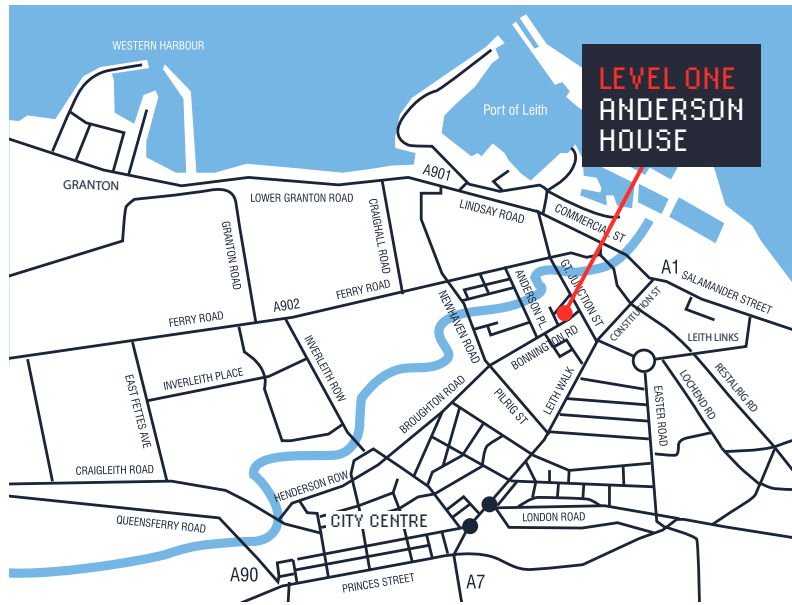 WESTERN HARBOUR
Port of Leith
LEVEL ONE
ANDERSON
HOUSE
A901
GRANTON
LOWER GRANTON ROAD
CRAIGHALL ROAD
LINDSAY ROAD
COMMERCIAL ST
GRANTON ROAD
A1
SALAMANDER STREET
FERRY ROAD
A902
FERRY ROAD
NEWHAVEN ROAD
ANDERSON PL.
GT. JUNCTION ST
CONSTITUTION ST
LEITH LINKS
BONNINGTON RD
INVERLEITH ROW
INVERLEITH PLACE
EAST FETTES AVE
BROUGHTON ROAD
PILRIG ST
LEITH WALK
EASTER ROAD
LOCHEND RD
RESTALRIG RD
CRAIGLEITH ROAD
HENDERSON ROW
QUEENSFERRY ROAD
CITY CENTRE
LONDON ROAD
A90
PRINCES STREET
A7